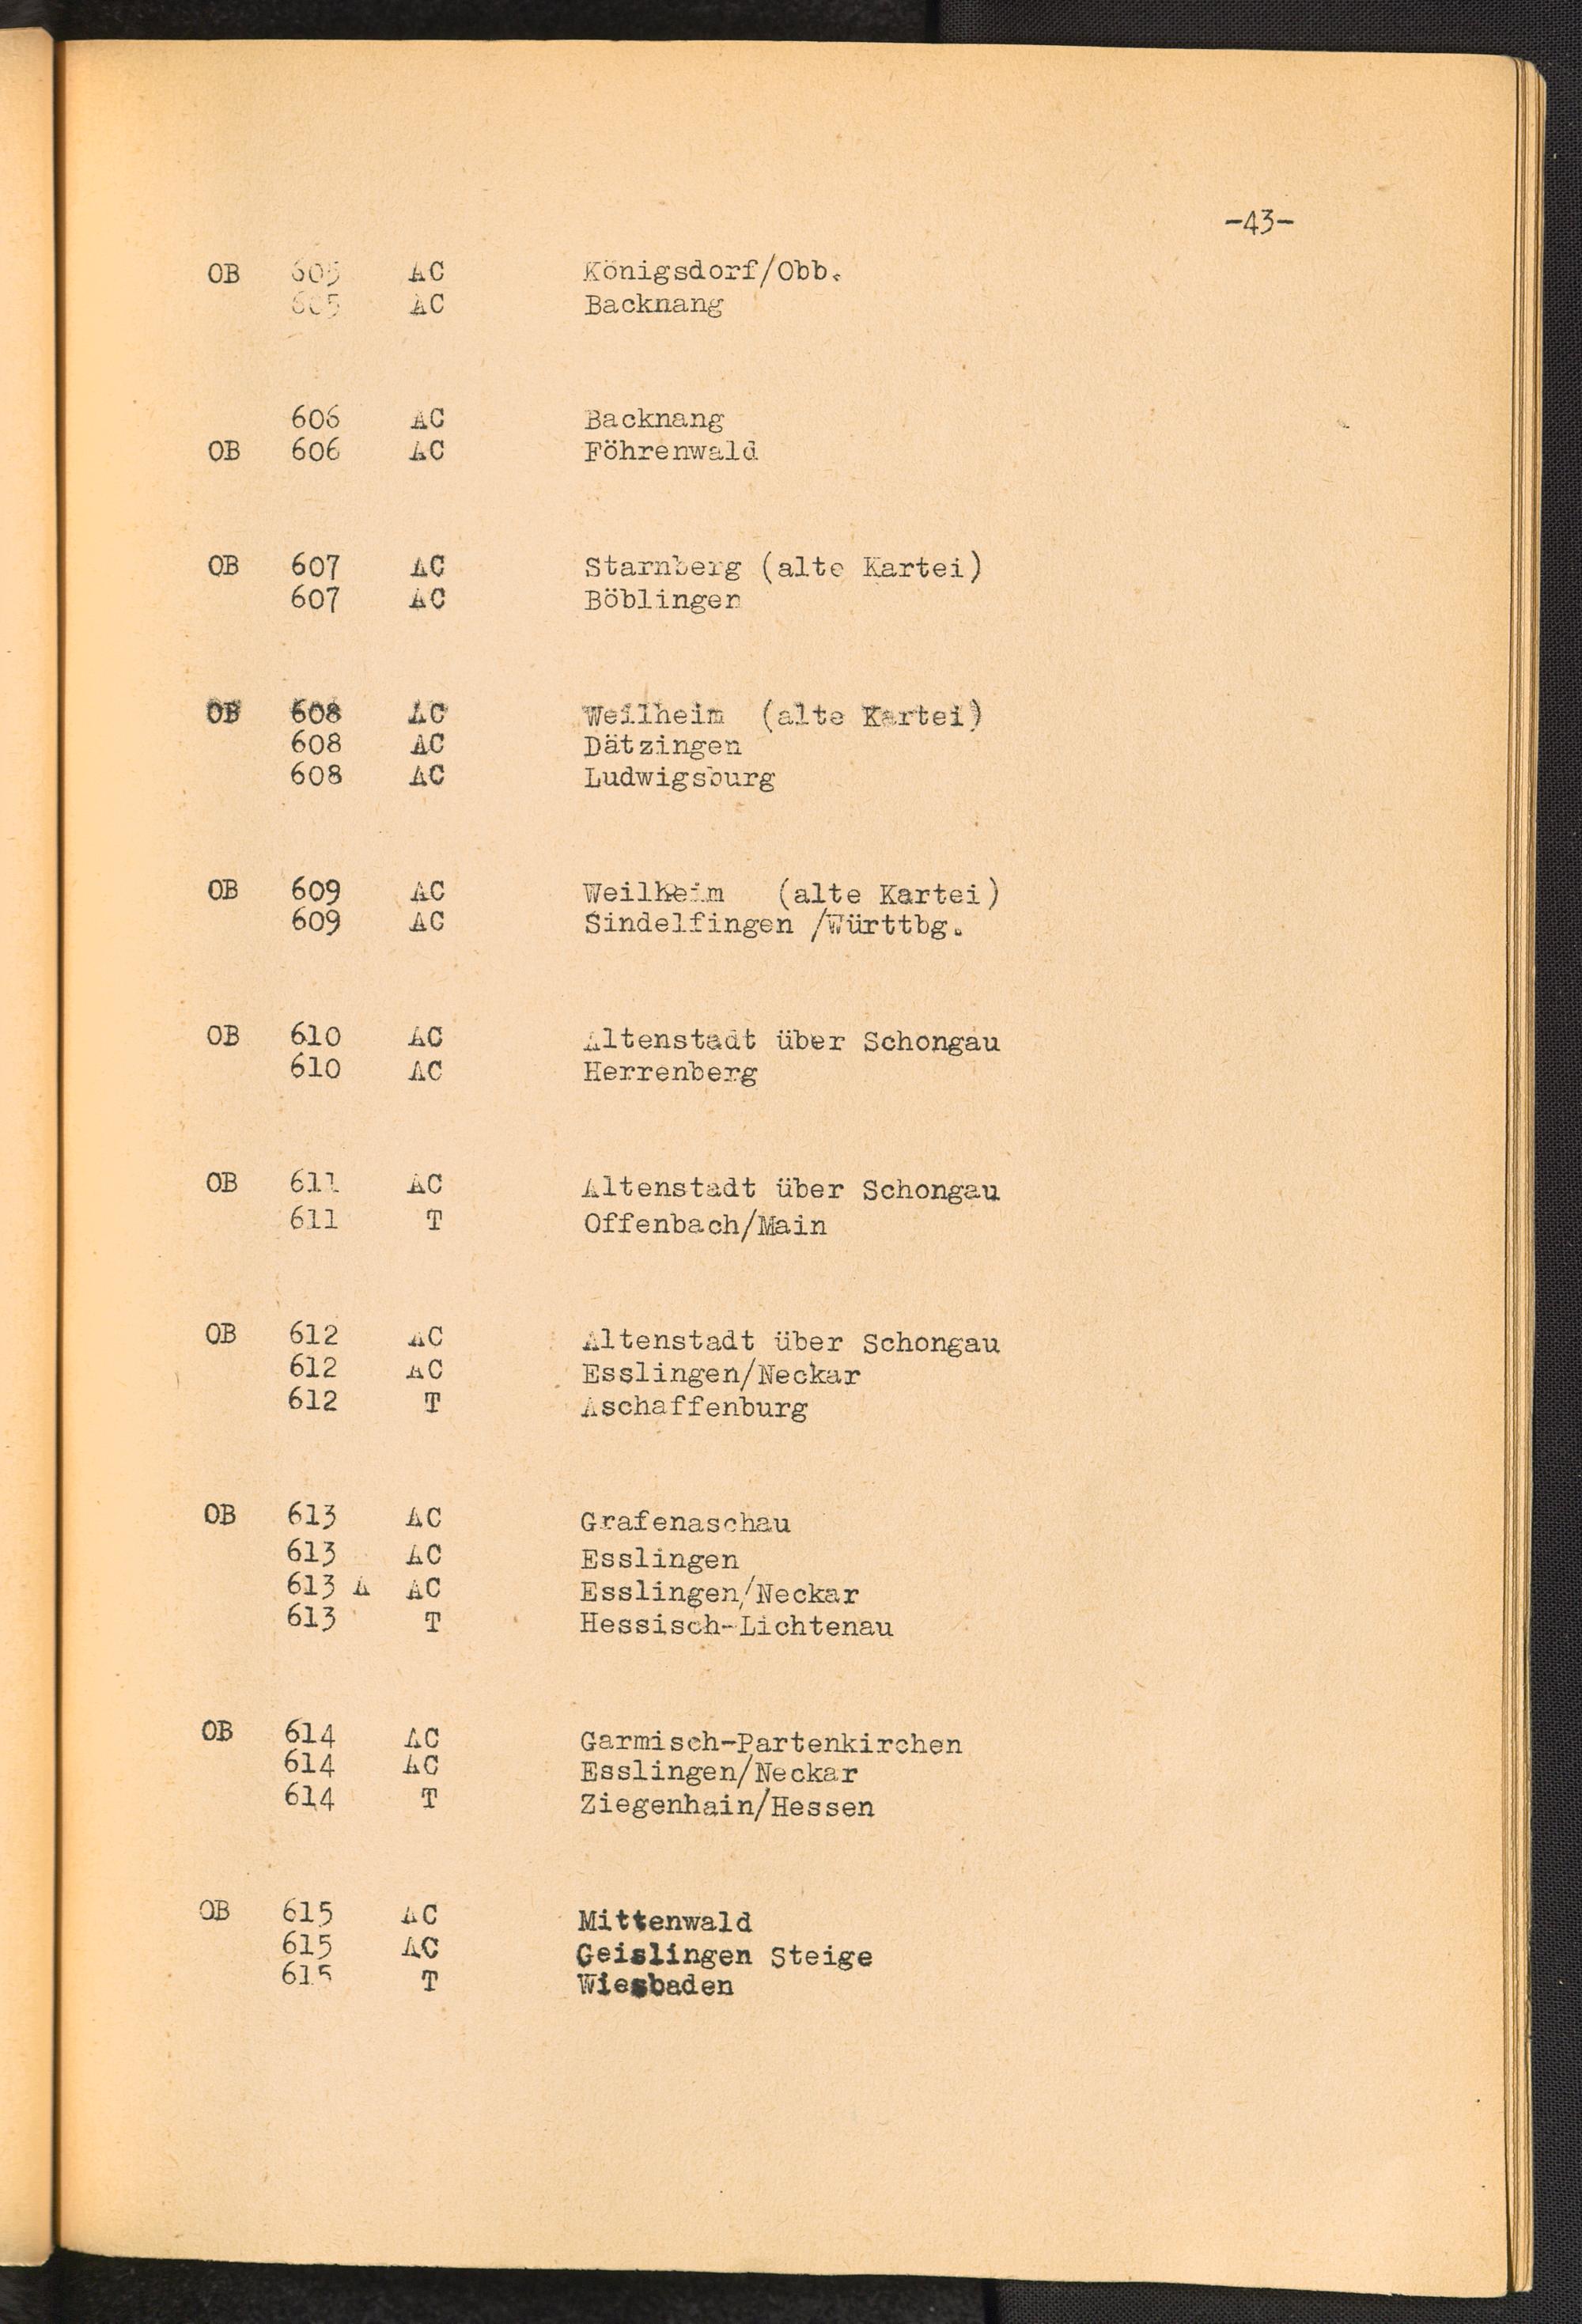 -43-
OB 605 AC Königsdorf/Obb.
605 AC Backnang
606 AC Backnang
OB 606 AC Föhrenwald
OB 607 AC Starnberg (alte Kartei)
607 AC Böblingen
OB 608 AC Weilheim (alte Kartei)
608 AC Dätzingen
608 AC Ludwigsburg
OB 609 AC Weilheim (alte Kartei)
609 AC Sindelfingen /Württbg.
OB 610 AC Altenstadt über Schongau
610 AC Herrenberg
OB 611 AC Altenstadt über Schongau
611 T Offenbach/Main
OB 612 AC Altenstadt über Schongau
612 AC Esslingen/Neckar
612 T Aschaffenburg
OB 613 AC Grafenaschau
613 AC Esslingen
613 A AC Esslingen/Neckar
613 T Hessisch-Lichtenau
OB 614 AC Garmisch-Partenkirchen
614 AC Esslingen/Neckar
614 T Ziegenhain/Hessen
OB 615 AC Mittenwald
615 AC Geislingen Steige
615 T Wiesbaden